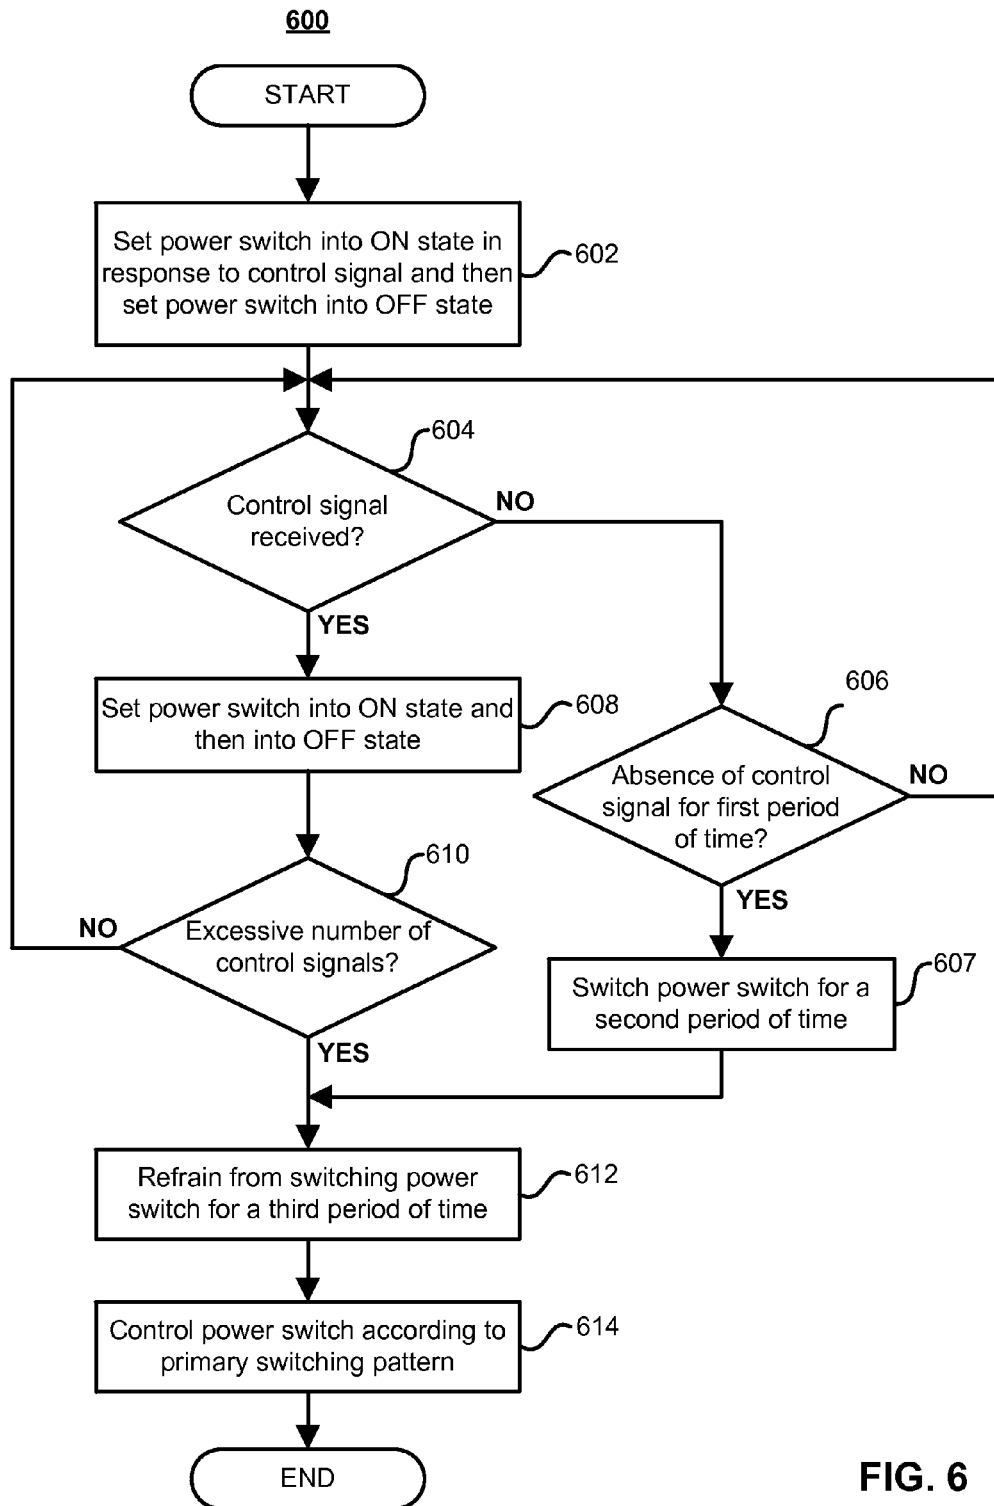 600
START
Set power switch into ON state in
response to control signal and then
set power switch into OFF state
602
604
Control signal
received?
NO
YES
Set power switch into ON state and
then into OFF state
608
606
Absence of control
signal for first period
of time?
NO
YES
610
Excessive number of
control signals?
NO
YES
Switch power switch for a
second period of time
607
Refrain from switching power
switch for a third period of time
612
Control power switch according to
primary switching pattern
614
END
FIG. 6